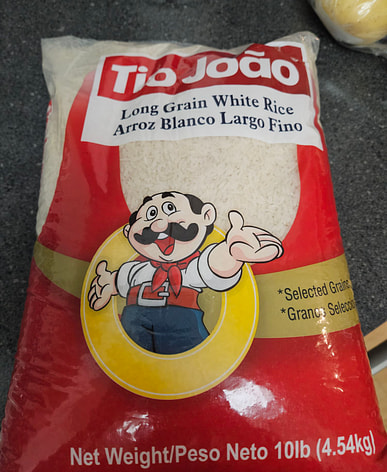 Tio João
Long Grain White Rice
Arroz Blanco Largo Fino
*Selected Grains
*Granos
Net Weight/Peso Neto 10lb (4.54kg)